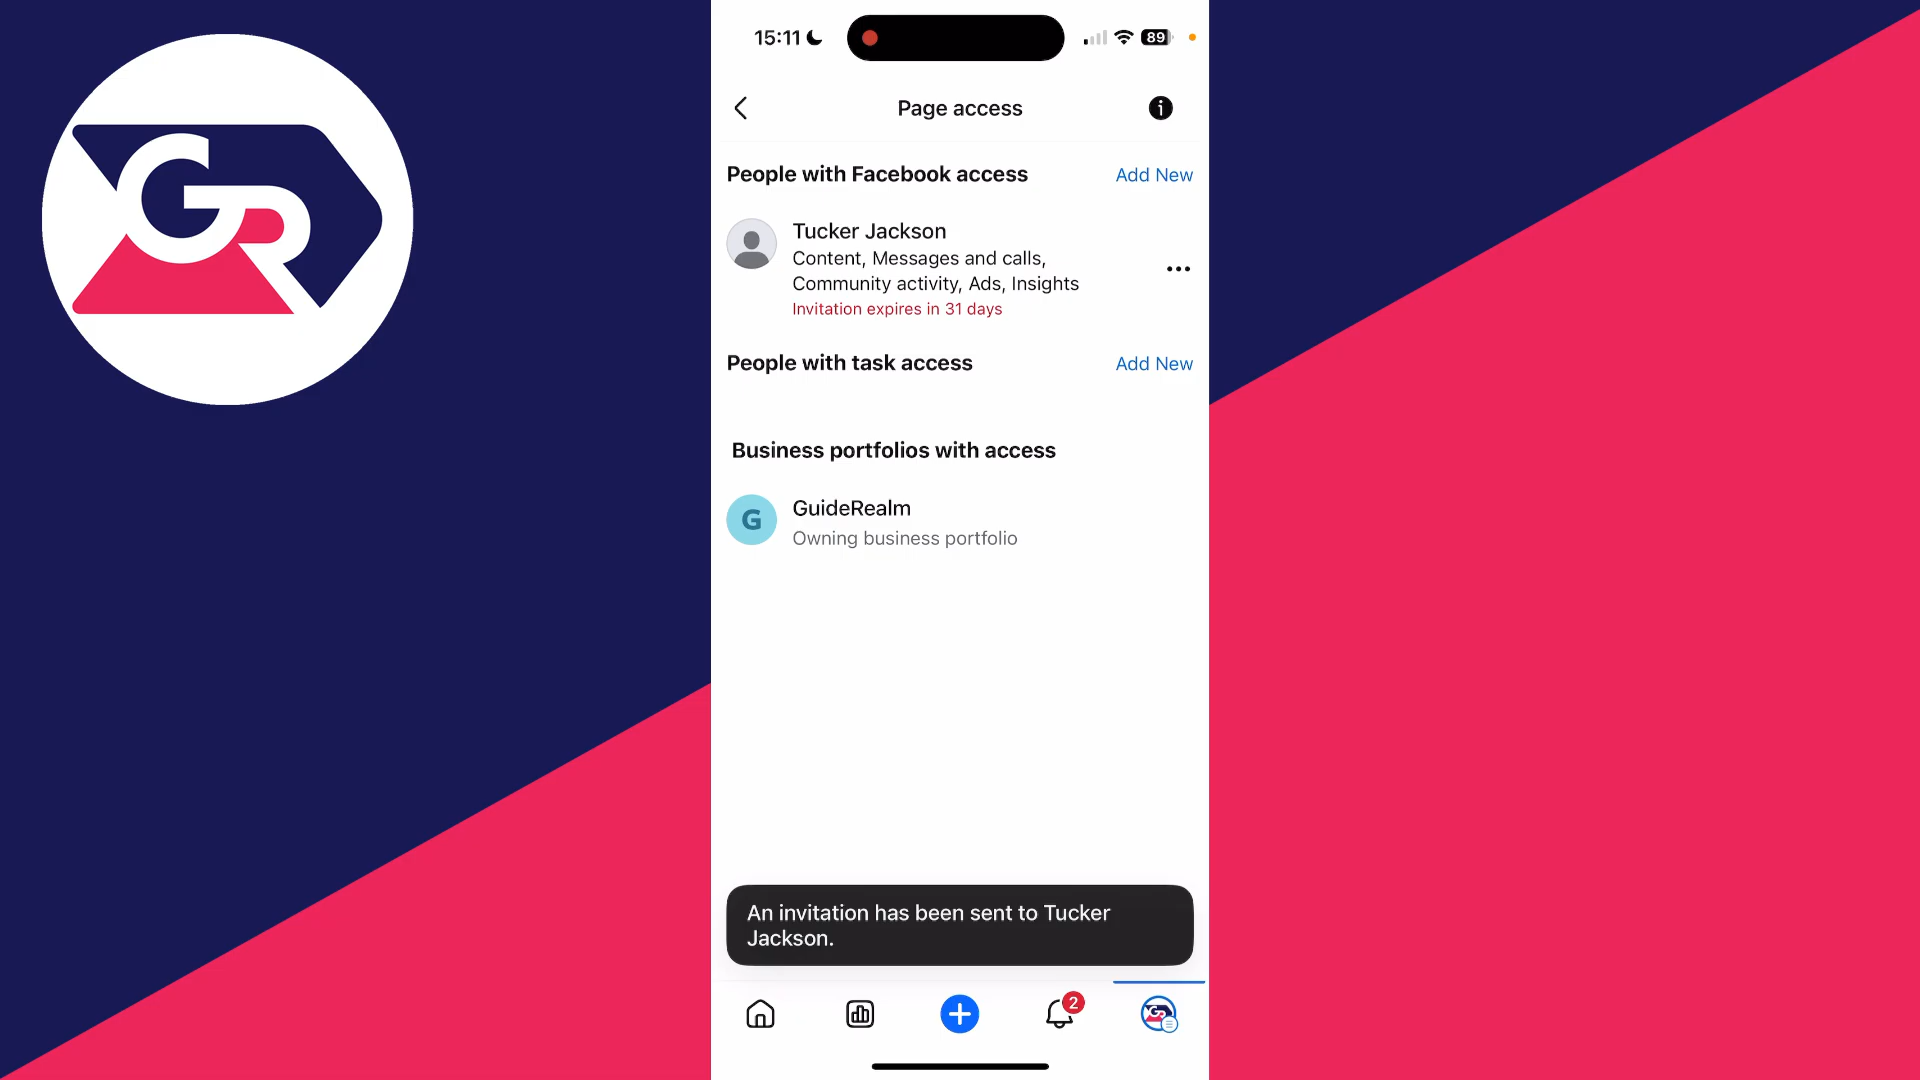 GR
15:11
89
Page access
People with Facebook access
Add New
Tucker Jackson
Content, Messages and calls,
Community activity, Ads, Insights
Invitation expires in 31 days
People with task access
Add New
Business portfolios with access
G
GuideRealm
Owning business portfolio
An invitation has been sent to Tucker
Jackson.
2
GR